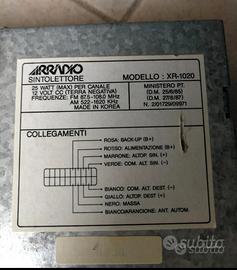 ARRADIO
SINTOLETTORE
MODELLO : XR-1020
25 WATT (MAX) PER CANALE
12 VOLT CC (TERRA NEGATIVA)
FREQUENZE: FM 87.5-108.0 MHz
AM 522-1620 KHz
MADE IN KOREA
MINISTERO PT.
(D.M. 25/6/85)
(D.M. 27/8/87)
N. 2/01729/09971
COLLEGAMENTI
ROSA: BACK-UP (B+)
ROSSO: ALIMENTAZIONE (B+)
MARRONE: ALTOP. SIN. (+)
VERDE: COM. ALT. SIN. (–)
BIANCO: COM. ALT. DEST (–)
GIALLO: ALTOP. DEST (+)
NERO: MASSA
BIANCO/ARANCIONE: ANT. AUTOM.
subito